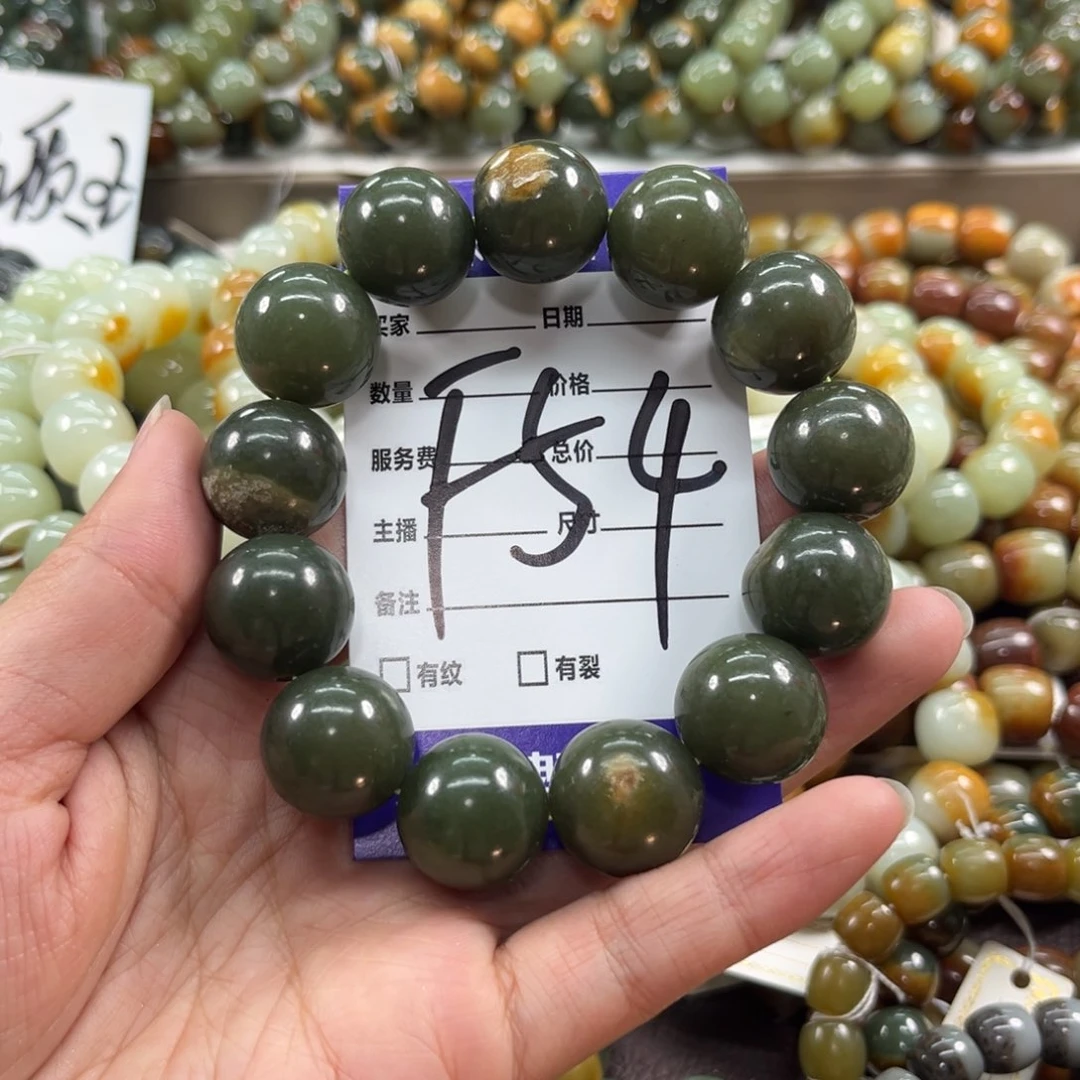 买家 日期
数量 价格
服务费 总价
主播 尺寸
备注
有纹 有裂
F54